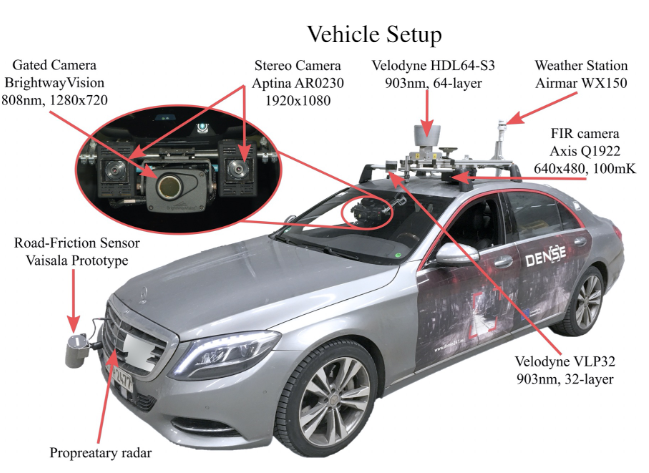 Vehicle Setup
Gated Camera
BrightwayVision
808nm, 1280x720
Stereo Camera
Aptina AR0230
1920x1080
Velodyne HDL64-S3
903nm, 64-layer
Weather Station
Airmar WX150
FIR camera
Axis Q1922
640x480, 100mK
Road-Friction Sensor
Vaisala Prototype
DENSE
Velodyne VLP32
903nm, 32-layer
Propreatary radar